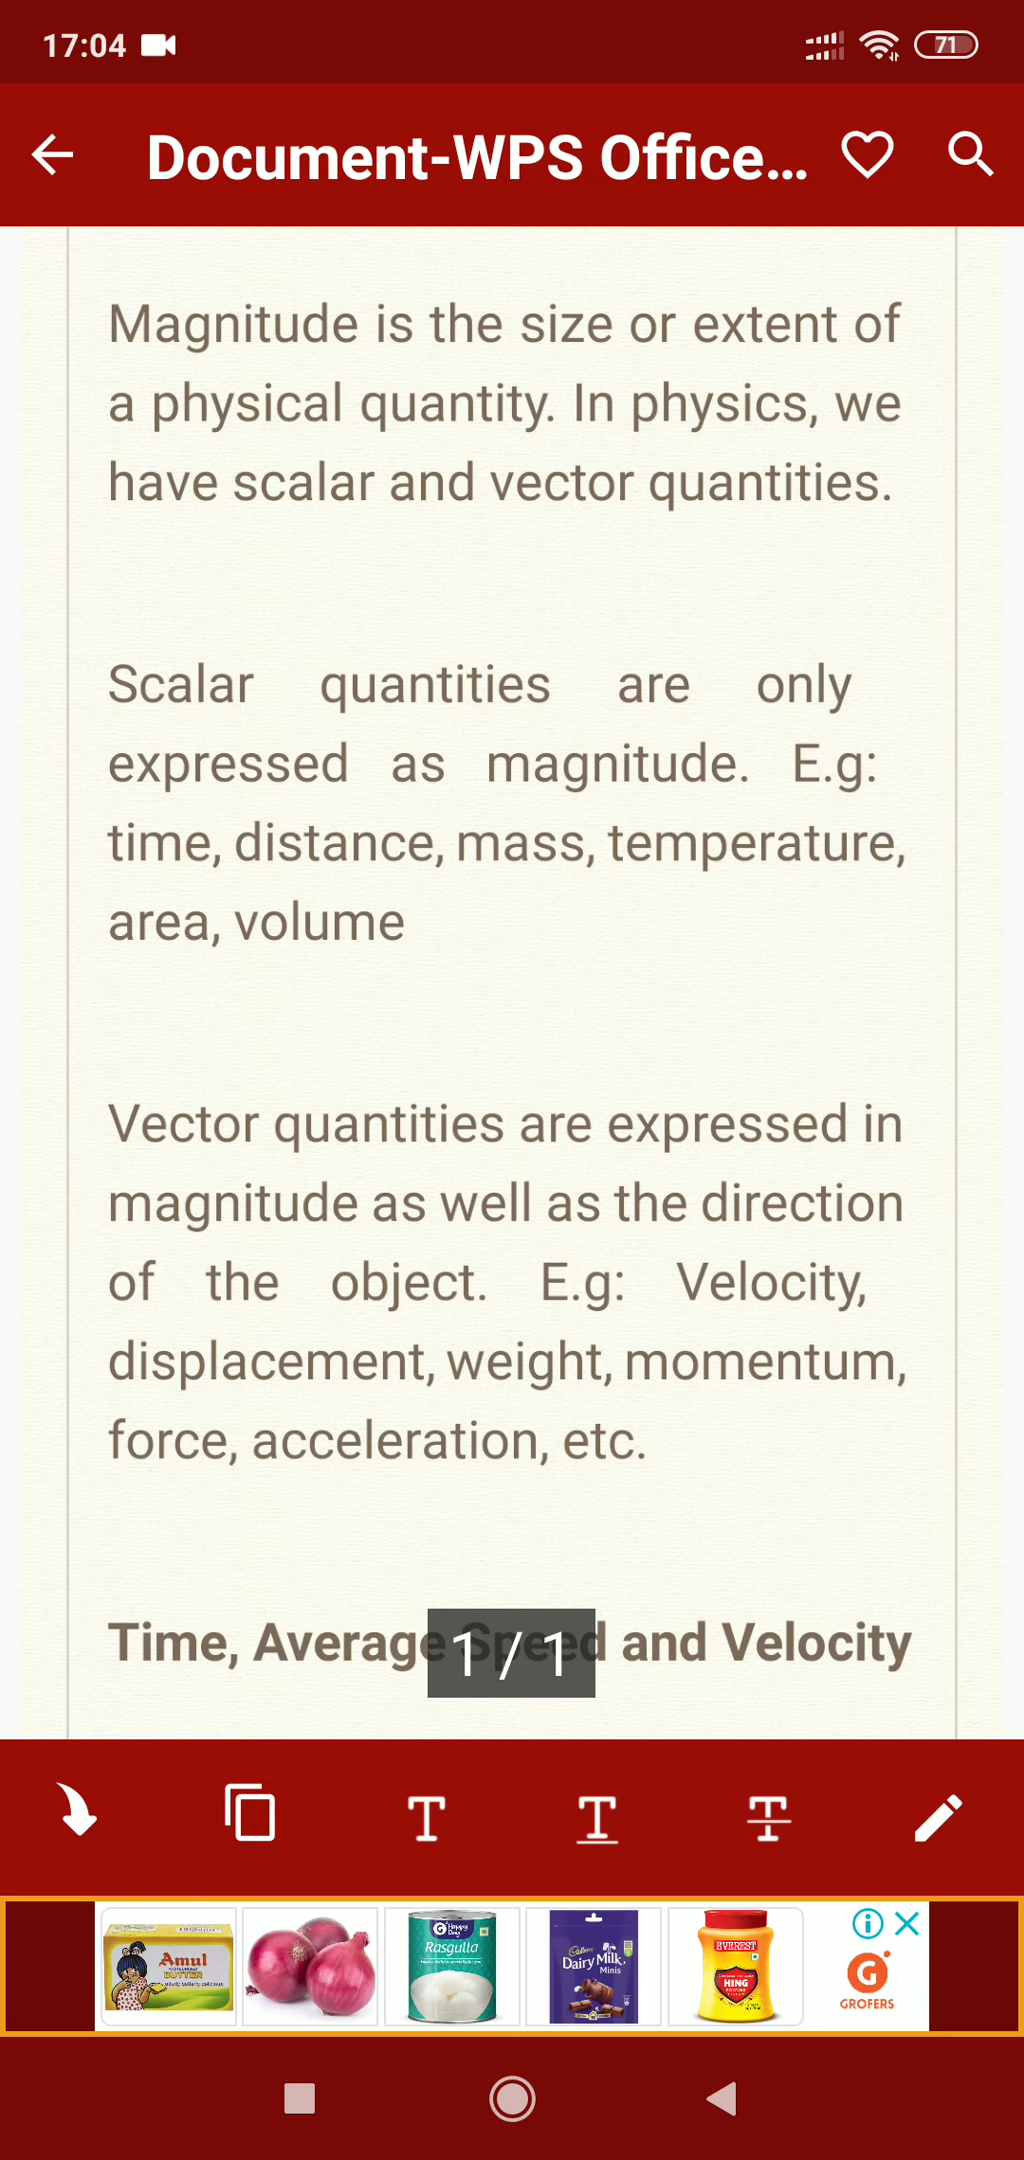 17:04
71
Document-WPS Office...
Magnitude is the size or extent of
a physical quantity. In physics, we
have scalar and vector quantities.
Scalar quantities are only
expressed as magnitude. E.g:
time, distance, mass, temperature,
area, volume
Vector quantities are expressed in
magnitude as well as the direction
of the object. E.g: Velocity,
displacement, weight, momentum,
force, acceleration, etc.
Time, Average Speed and Velocity
1 / 1
T T T
Amul
BUTTER
Happy
Day
Rasgulla
Cadbury
Dairy Milk
Minis
EVEREST
HING
G
GROFERS